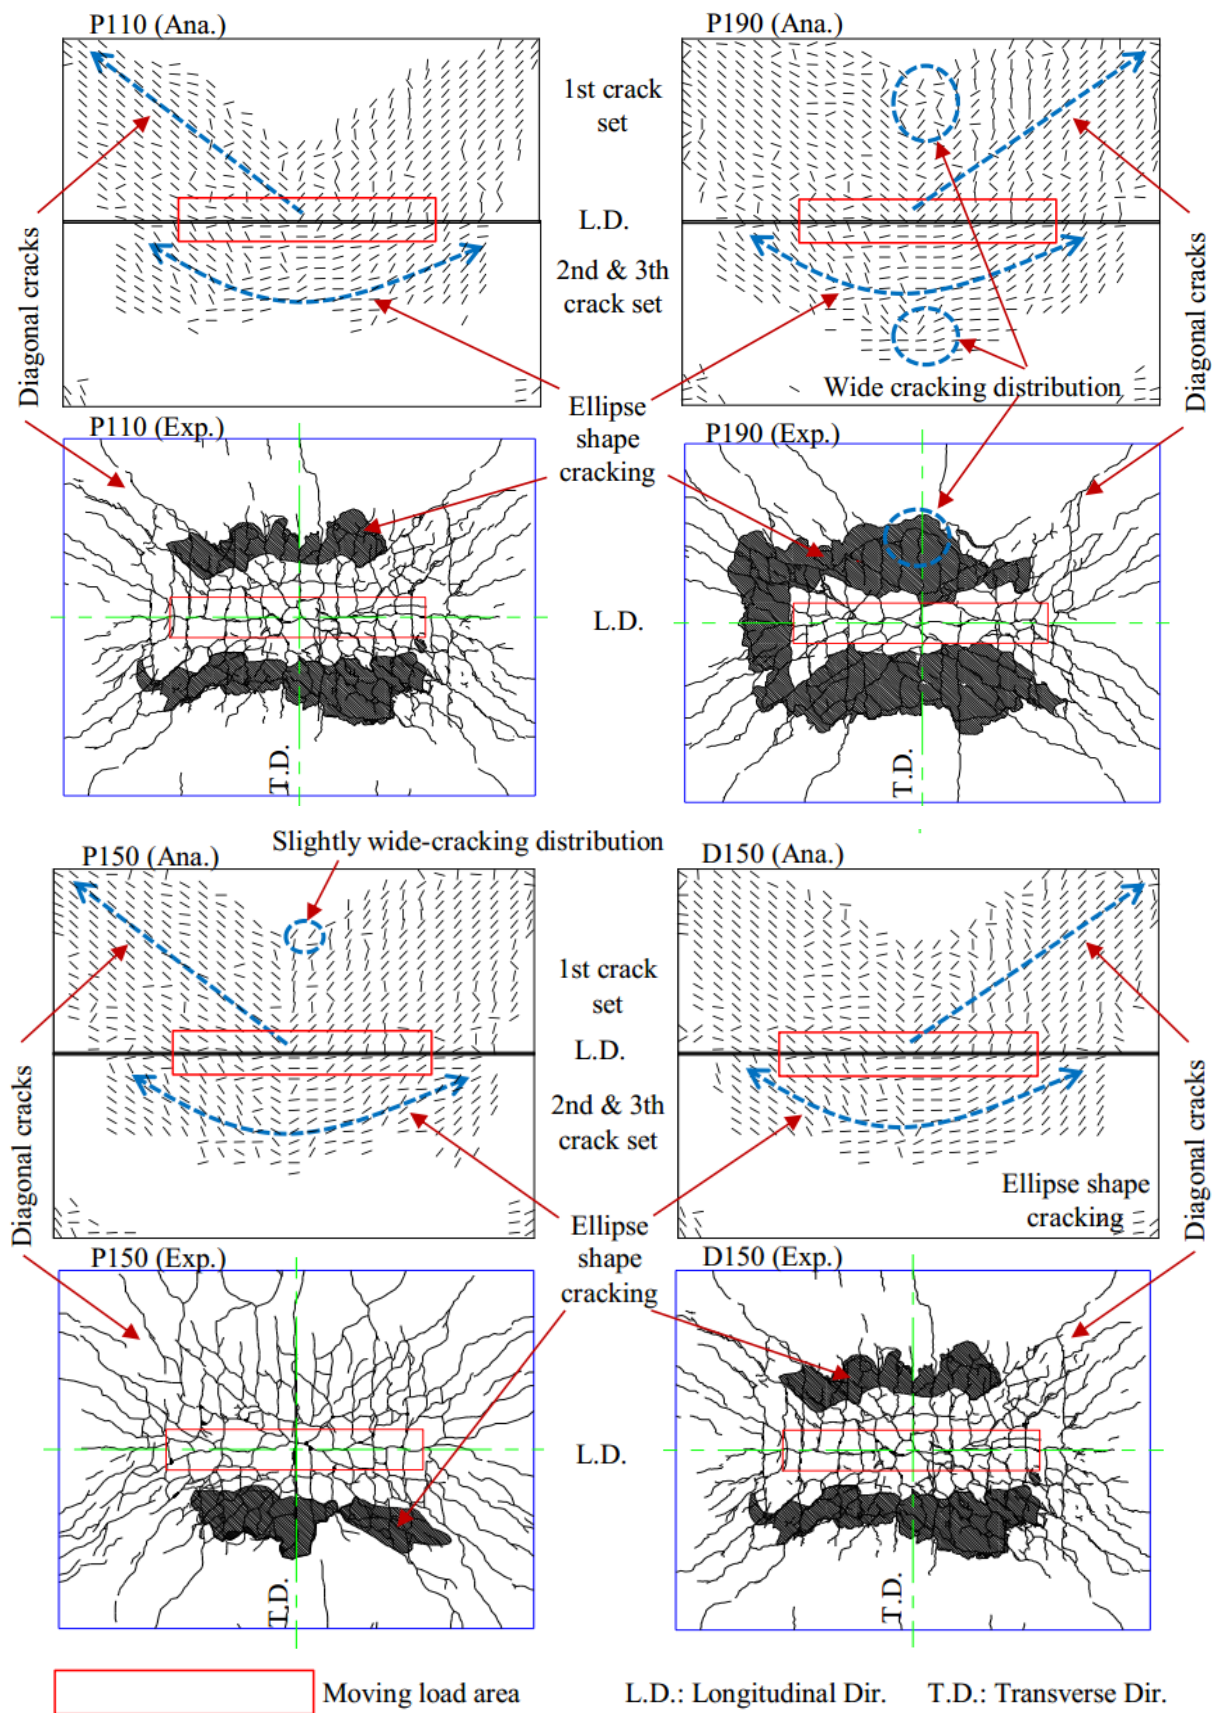 P110 (Ana.)
P190 (Ana.)
1st crack
set
L.D.
2nd & 3th
crack set
Diagonal cracks
Diagonal cracks
Wide cracking distribution
Ellipse
shape
cracking
P110 (Exp.)
P190 (Exp.)
L.D.
T.D.
T.D.
Slightly wide-cracking distribution
P150 (Ana.)
D150 (Ana.)
1st crack
set
L.D.
2nd & 3th
crack set
Diagonal cracks
Diagonal cracks
Ellipse shape
cracking
Ellipse
shape
cracking
P150 (Exp.)
D150 (Exp.)
L.D.
T.D.
T.D.
Moving load area
L.D.: Longitudinal Dir.
T.D.: Transverse Dir.